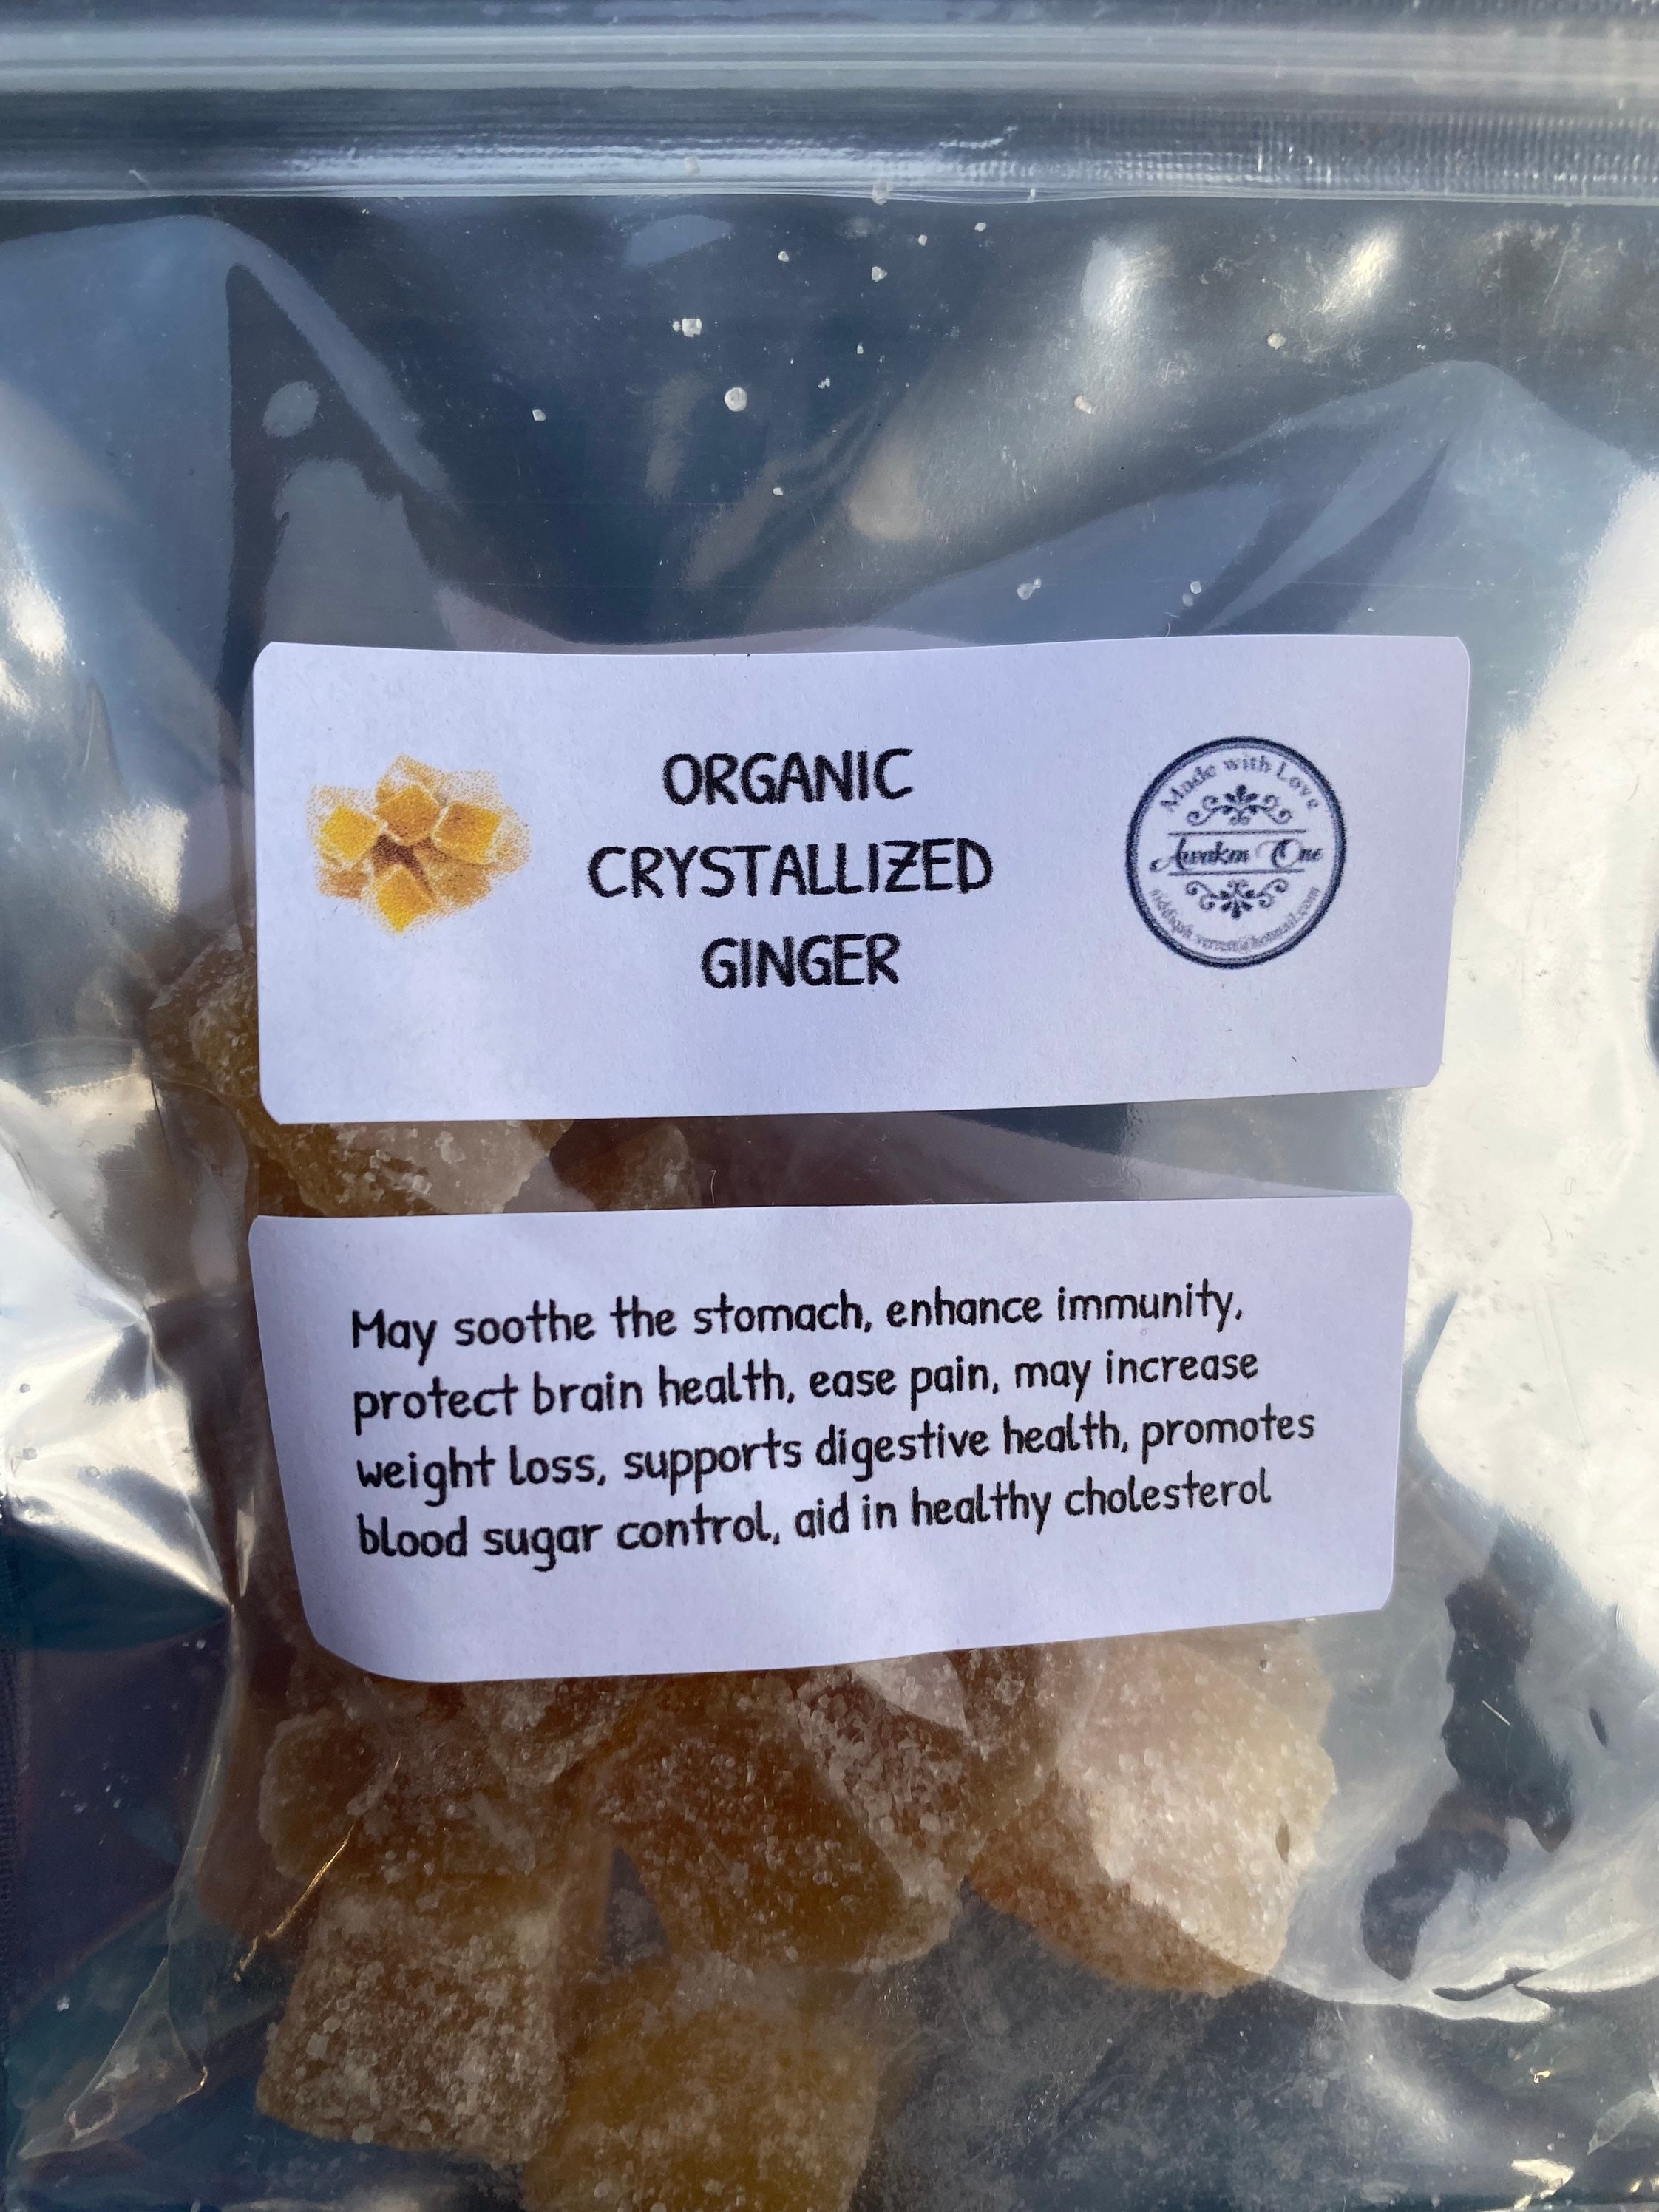 ORGANIC
CRYSTALLIZED
GINGER
Made with Love
Awaken One
May soothe the stomach, enhance immunity,
protect brain health, ease pain, may increase
weight loss, supports digestive health, promotes
blood sugar control, aid in healthy cholesterol